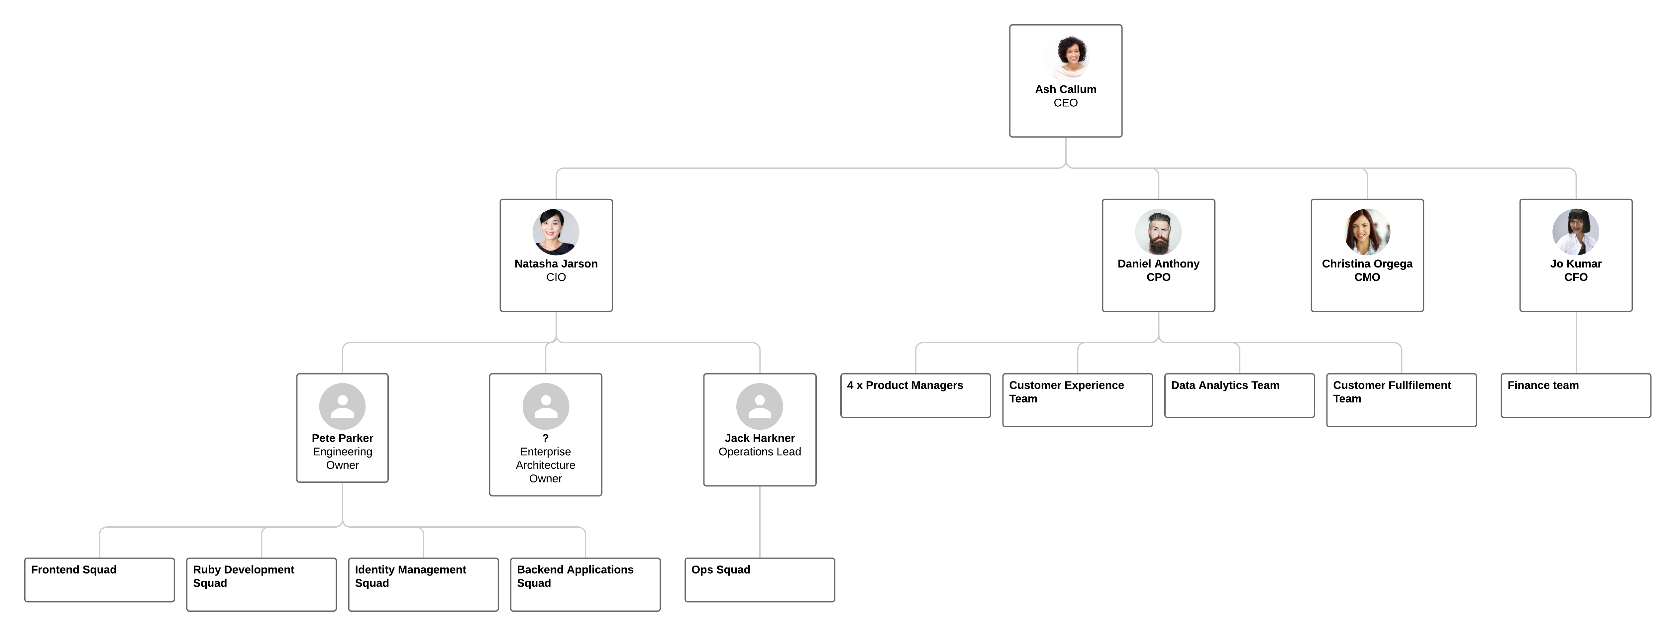 Ash Callum
CEO
Natasha Jarson
CIO
Daniel Anthony
CPO
Christina Orgega
CMO
Jo Kumar
CFO
Pete Parker
Engineering
Owner
?
Enterprise
Architecture
Owner
Jack Harkner
Operations Lead
4 x Product Managers
Customer Experience
Team
Data Analytics Team
Customer Fullfilement
Team
Finance team
Frontend Squad
Ruby Development
Squad
Identity Management
Squad
Backend Applications
Squad
Ops Squad